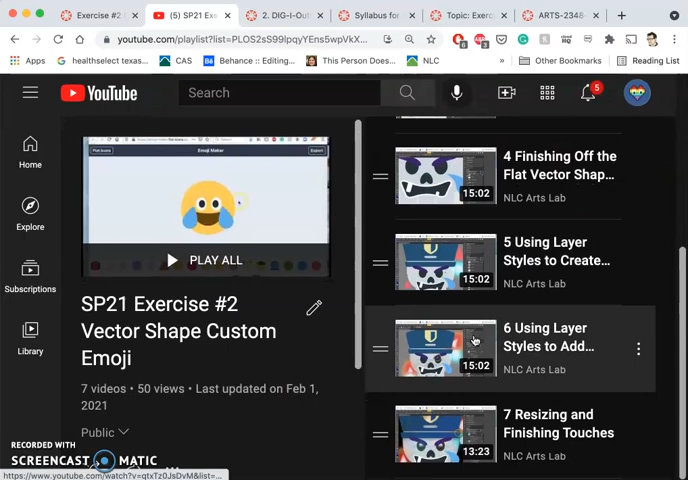 Exercise #2
(5) SP21 Exe
2. DIG-I-Out
Syllabus for
Topic: Exerc
ARTS-2348-
youtube.com/playlist?list=PLOS2sS99lpqyYEns5wpVkX...
6
3
Apps
healthselect texas...
CAS
Behance :: Editing...
This Person Does...
NLC
Other Bookmarks
Reading List
YouTube
Search
5
Home
Explore
Subscriptions
Library
Emoji Maker
PLAY ALL
SP21 Exercise #2
Vector Shape Custom
Emoji
7 videos • 50 views • Last updated on Feb 1,
2021
Public
4 Finishing Off the
Flat Vector Shap...
NLC Arts Lab
15:02
5 Using Layer
Styles to Create...
NLC Arts Lab
15:02
6 Using Layer
Styles to Add...
NLC Arts Lab
15:02
7 Resizing and
Finishing Touches
13:23
RECORDED WITH
SCREENCAST MATIC
https://www.youtube.com/watch?v=qtxTz0JsDvM&list=...